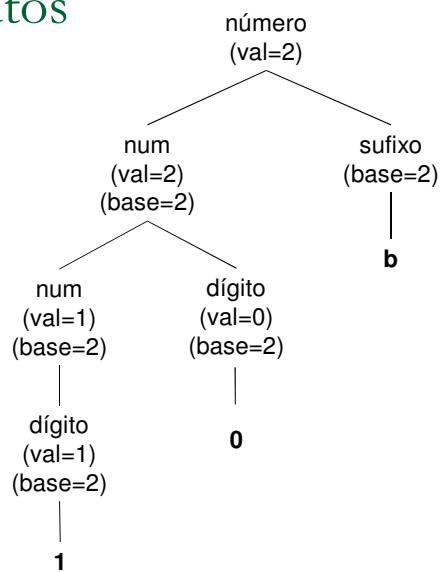 número
(val=2)
num
(val=2)
(base=2)
sufixo
(base=2)
b
num
(val=1)
(base=2)
dígito
(val=0)
(base=2)
dígito
(val=1)
(base=2)
0
1